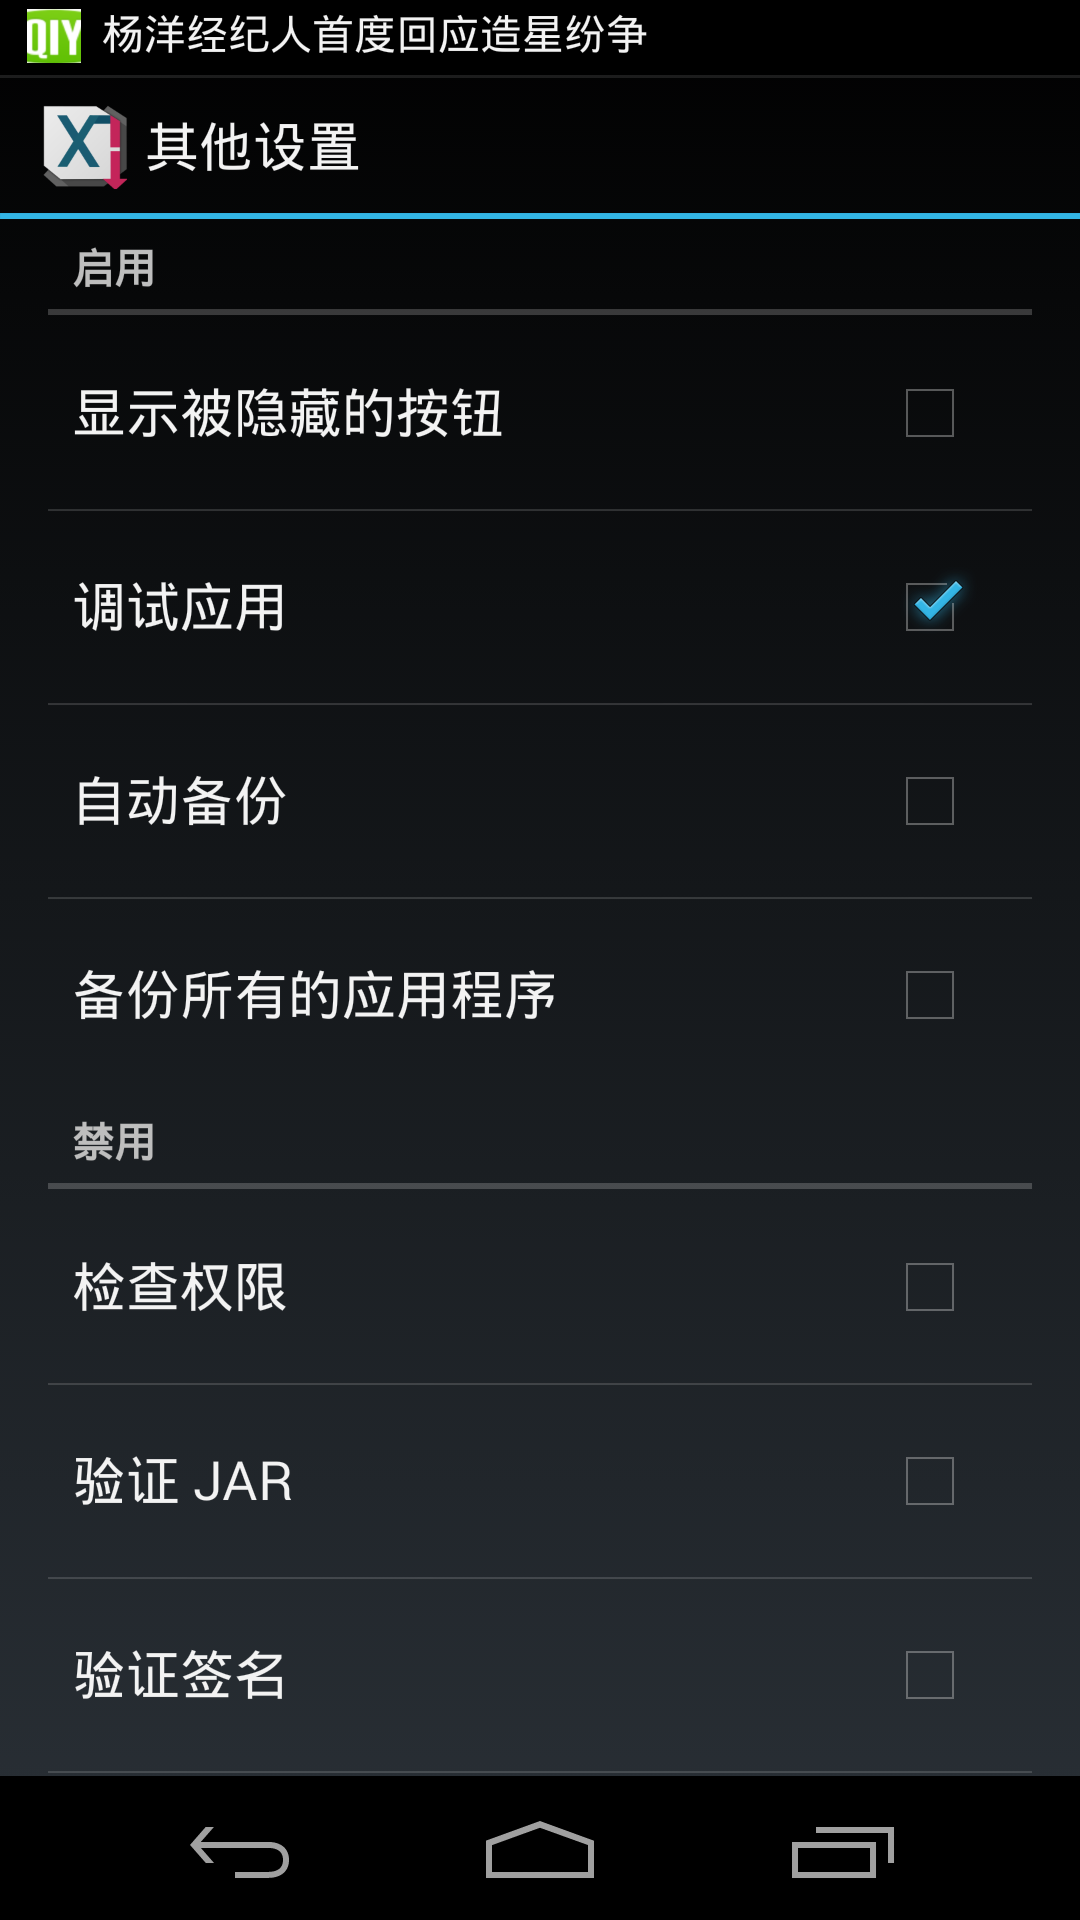 QIY 杨洋经纪人首度回应造星纷争
X 其他设置
启用
显示被隐藏的按钮
调试应用
自动备份
备份所有的应用程序
禁用
检查权限
验证 JAR
验证签名